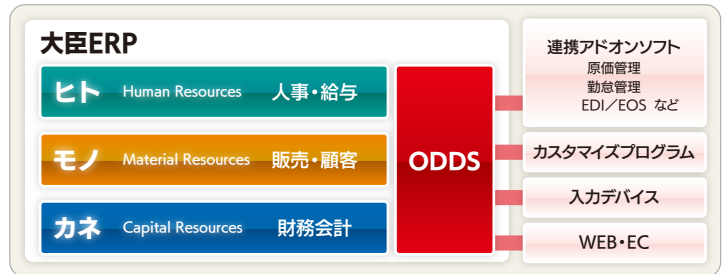 大臣ERP
ヒト Human Resources 人事・給与
モノ Material Resources 販売・顧客
カネ Capital Resources 財務会計
ODDS
連携アドオンソフト
原価管理
勤怠管理
EDI／EOS など
カスタマイズプログラム
入力デバイス
WEB・EC